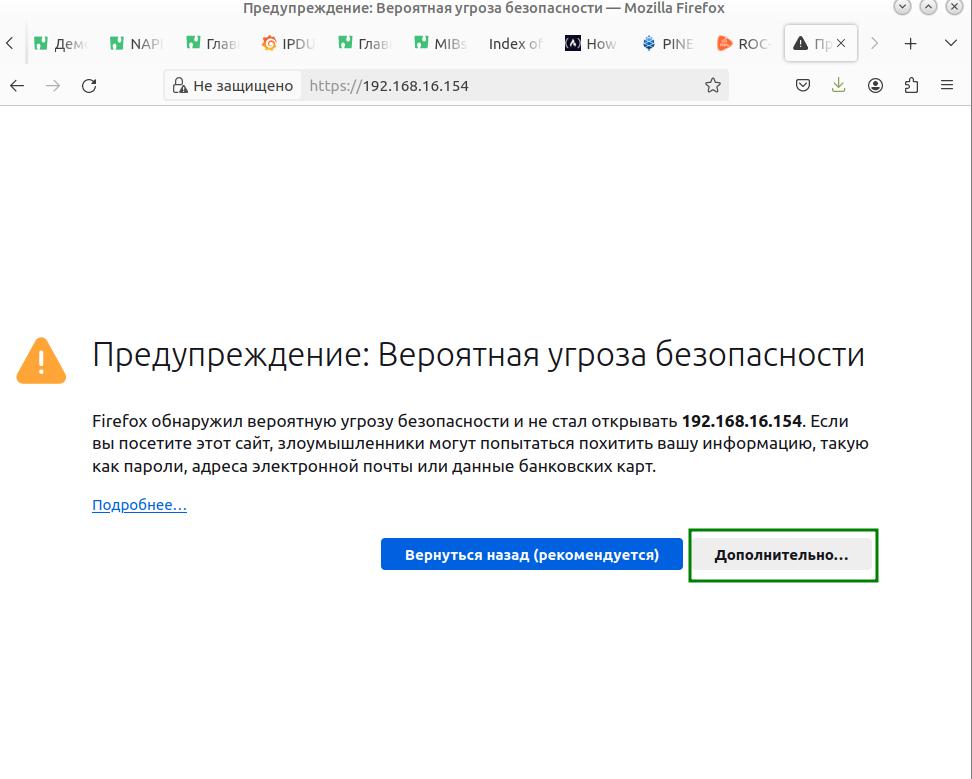 Предупреждение: Вероятная угроза безопасности — Mozilla Firefox
Дем NAPI Глав IPDU Глав MIBs Index of How PINE ROC- Пр
Не защищено https://192.168.16.154
Предупреждение: Вероятная угроза безопасности
Firefox обнаружил вероятную угрозу безопасности и не стал открывать 192.168.16.154. Если
вы посетите этот сайт, злоумышленники могут попытаться похитить вашу информацию, такую
как пароли, адреса электронной почты или данные банковских карт.
Подробнее...
Вернуться назад (рекомендуется) Дополнительно...